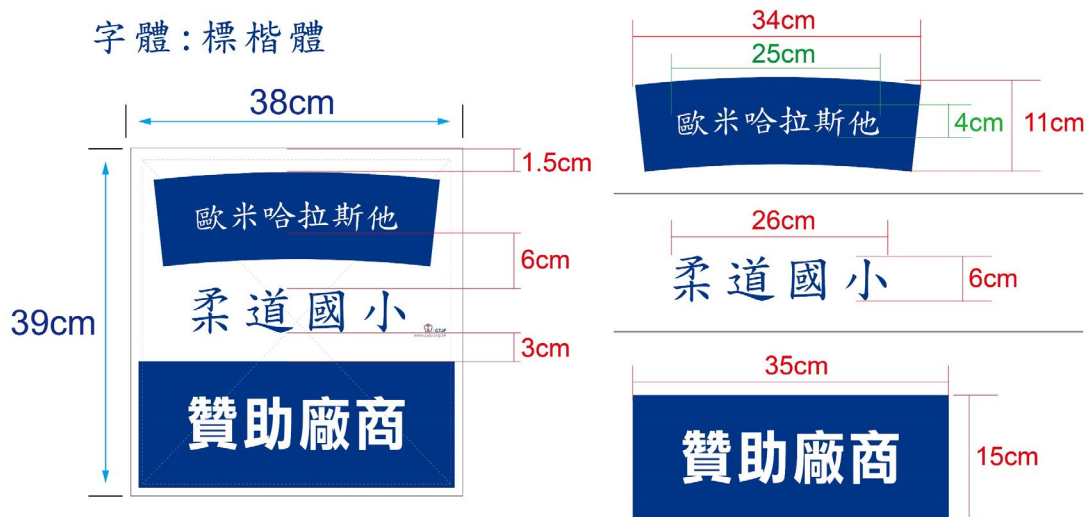 字體:標楷體
38cm
39cm
1.5cm
歐米哈拉斯他
6cm
柔道國小
3cm
贊助廠商
34cm
25cm
歐米哈拉斯他
4cm
11cm
26cm
柔道國小
6cm
35cm
贊助廠商
15cm